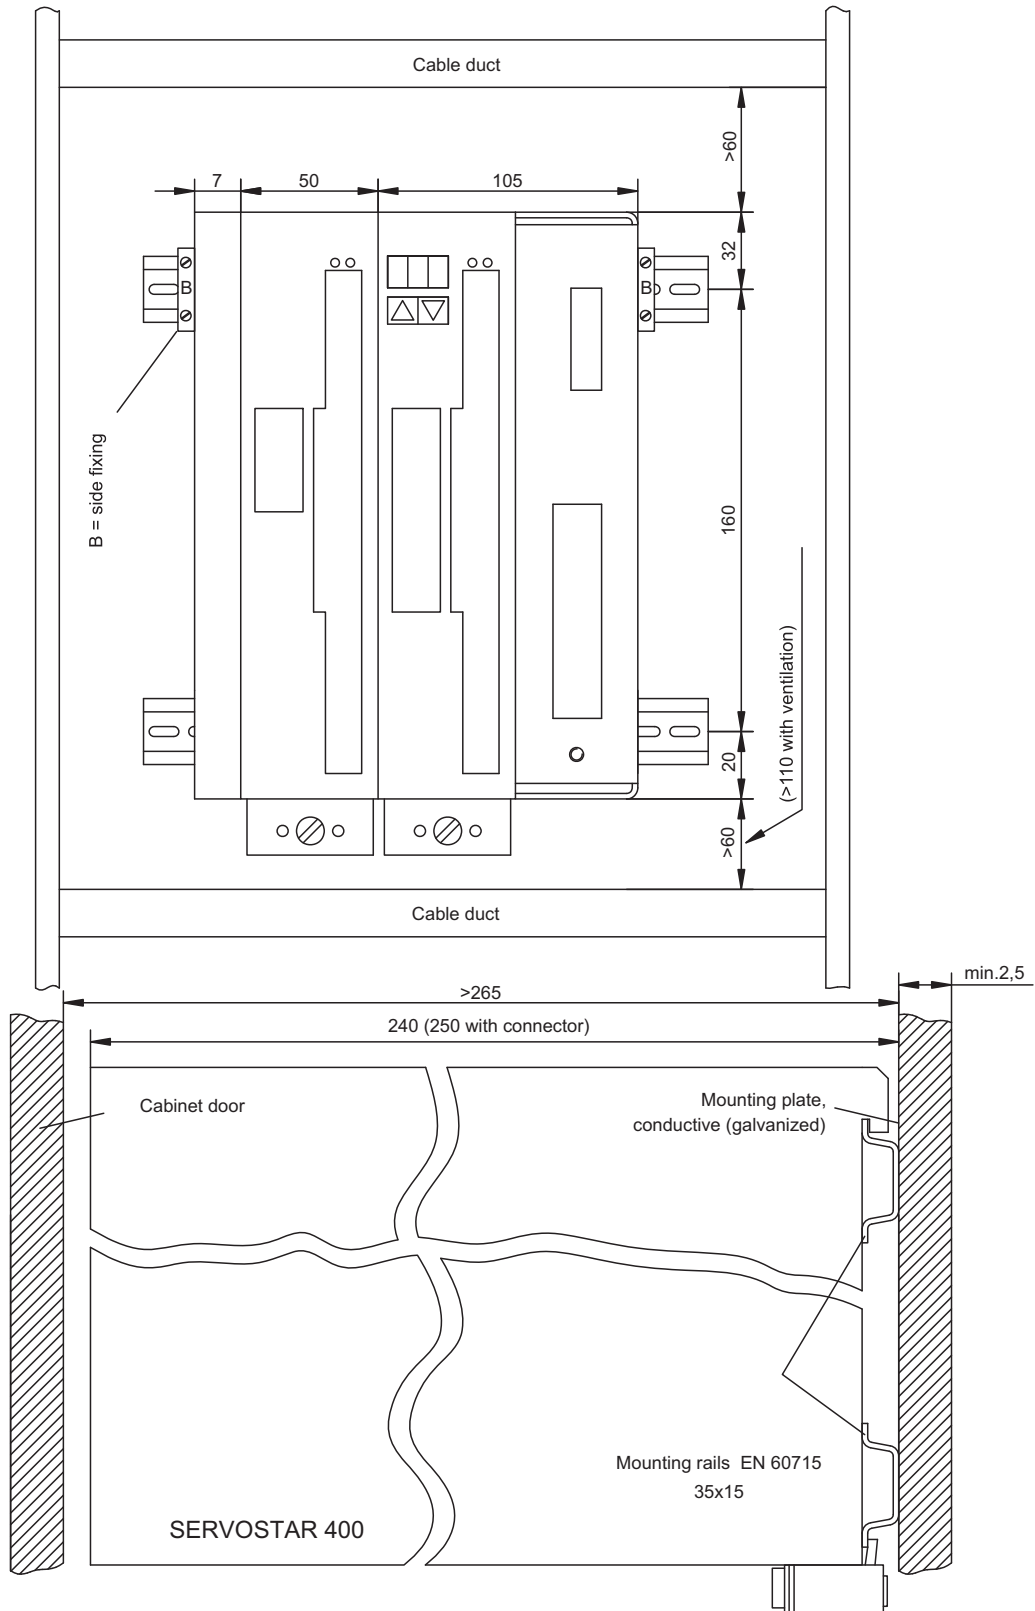 Cable duct
>60
7
50
105
32
B
B
B = side fixing
160
(>110 with ventilation)
20
>60
Cable duct
min.2,5
>265
240 (250 with connector)
Cabinet door
Mounting plate,
conductive (galvanized)
Mounting rails EN 60715
35x15
SERVOSTAR 400